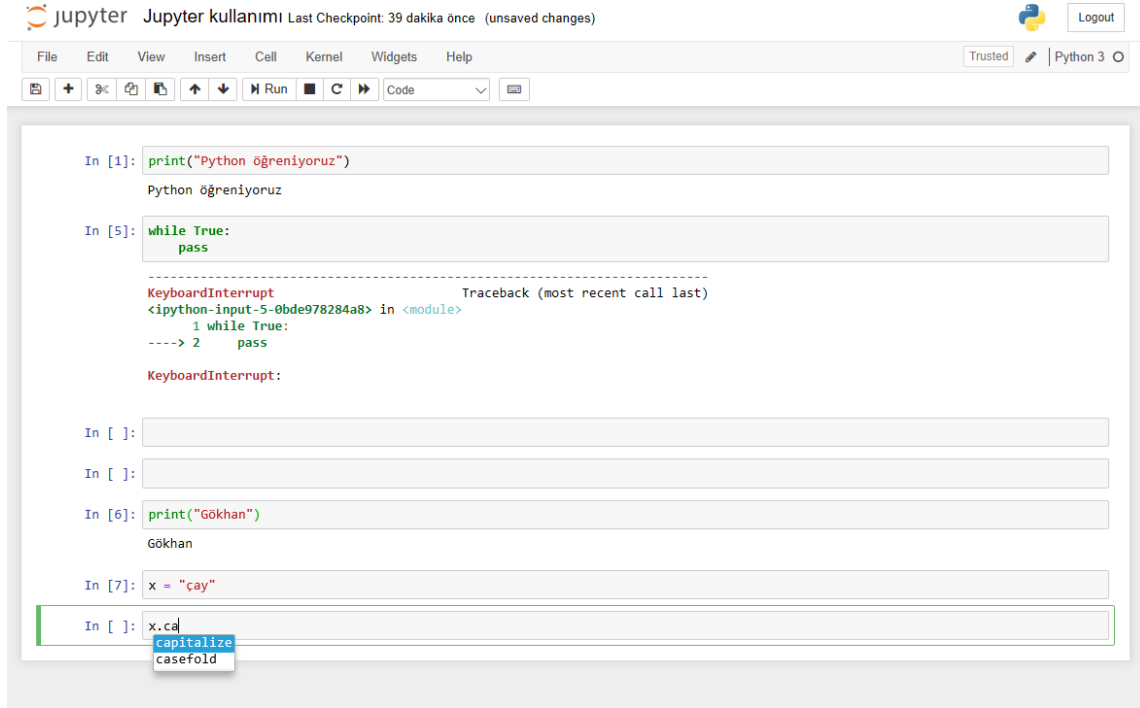 jupyter Jupyter kullanımı Last Checkpoint: 39 dakika önce (unsaved changes) Logout
File Edit View Insert Cell Kernel Widgets Help Trusted Python 3
Run Code
In [1]: print("Python öğreniyoruz")
Python öğreniyoruz
In [5]: while True:
    pass
---------------------------------------------------------------------------
KeyboardInterrupt                         Traceback (most recent call last)
<ipython-input-5-0bde978284a8> in <module>
      1 while True:
----> 2     pass
KeyboardInterrupt:
In [ ]:
In [ ]:
In [6]: print("Gökhan")
Gökhan
In [7]: x = "çay"
In [ ]: x.ca
capitalize
casefold